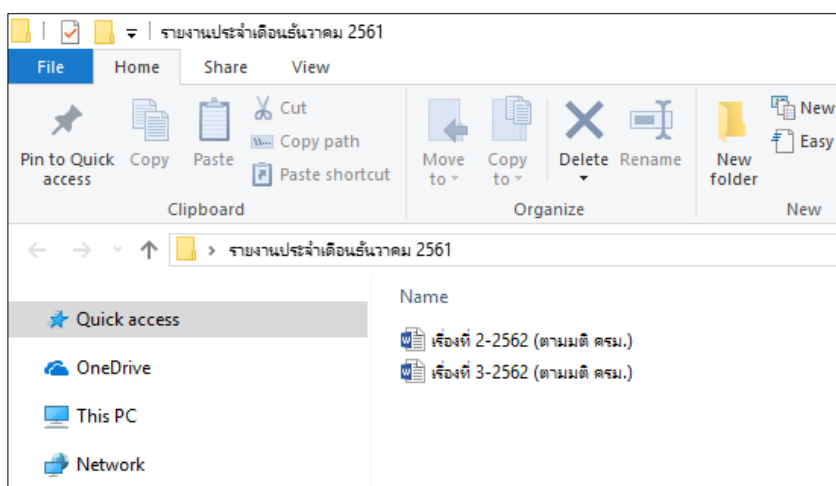 รายงานประจำเดือนธันวาคม 2561
File Home Share View
Pin to Quick access
Copy
Paste
Cut
Copy path
Paste shortcut
Move to
Copy to
Delete
Rename
New folder
New
Easy
Clipboard Organize New
รายงานประจำเดือนธันวาคม 2561
Name
Quick access
OneDrive
This PC
Network
เรื่องที่ 2-2562 (ตามมติ ครม.)
เรื่องที่ 3-2562 (ตามมติ ครม.)